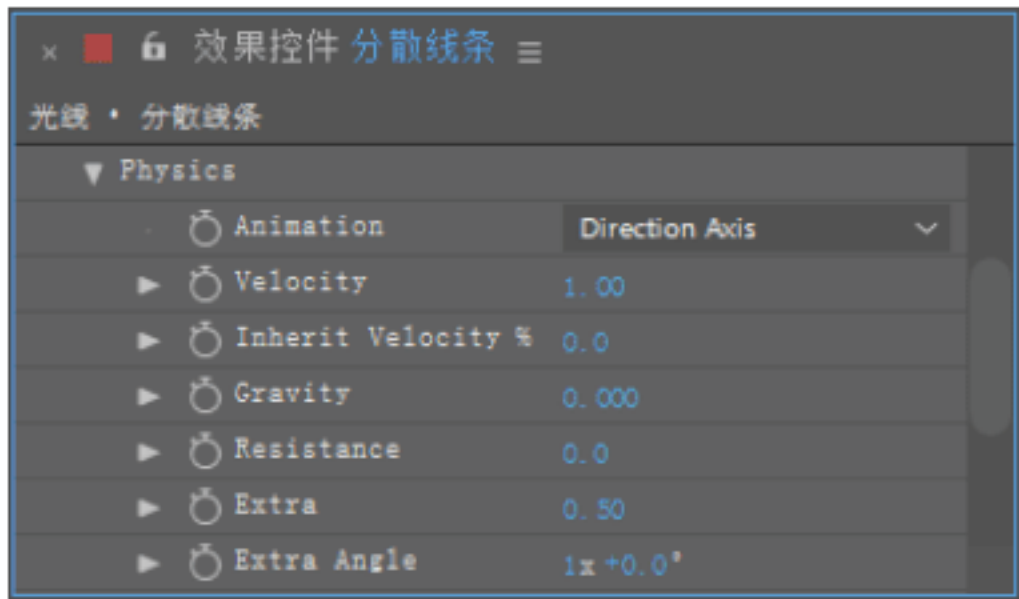 效果控件 分散线条
光线 • 分散线条
Physics
Animation Direction Axis
Velocity 1.00
Inherit Velocity % 0.0
Gravity 0.000
Resistance 0.0
Extra 0.50
Extra Angle 1x +0.0°